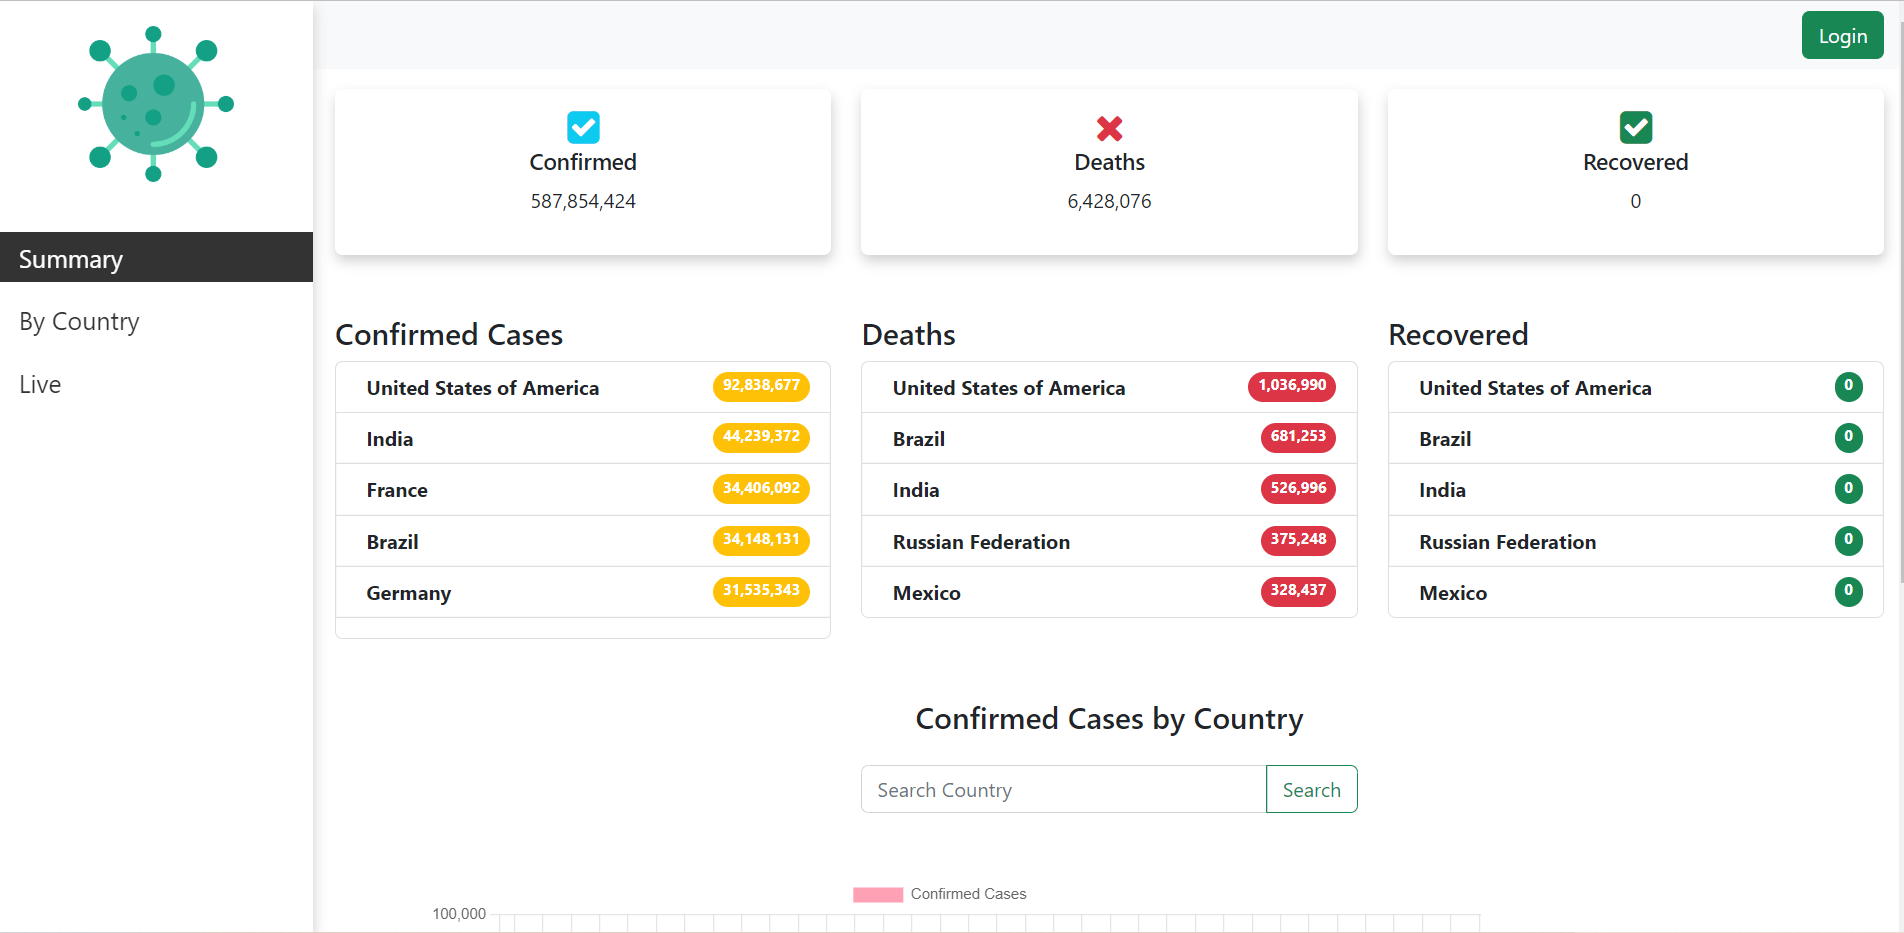 Login
Summary
By Country
Live
Confirmed
587,854,424
Deaths
6,428,076
Recovered
0
Confirmed Cases
United States of America 92,838,677
India 44,239,372
France 34,406,092
Brazil 34,148,131
Germany 31,535,343
Deaths
United States of America 1,036,990
Brazil 681,253
India 526,996
Russian Federation 375,248
Mexico 328,437
Recovered
United States of America 0
Brazil 0
India 0
Russian Federation 0
Mexico 0
Confirmed Cases by Country
Search Country Search
Confirmed Cases
100,000